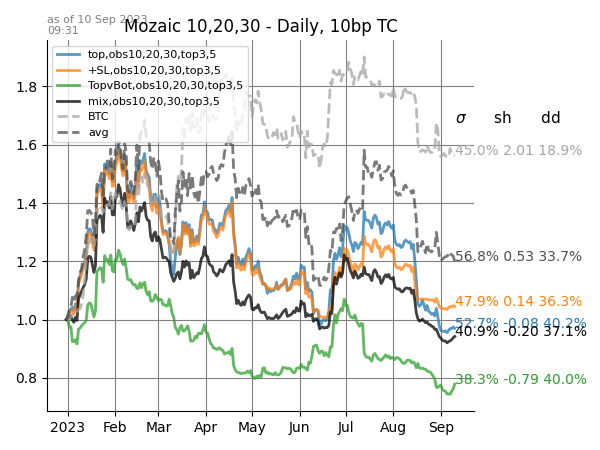 as of 10 Sep 2023
09:31
Mozaic 10,20,30 - Daily, 10bp TC
top,obs10,20,30,top3,5
+SL,obs10,20,30,top3,5
TopvBot,obs10,20,30,top3,5
mix,obs10,20,30,top3,5
BTC
avg
σ sh dd
45.0% 2.01 18.9%
56.8% 0.53 33.7%
47.9% 0.14 36.3%
52.7% -0.08 40.2%
40.9% -0.20 37.1%
38.3% -0.79 40.0%
1.8
1.6
1.4
1.2
1.0
0.8
2023 Feb Mar Apr May Jun Jul Aug Sep